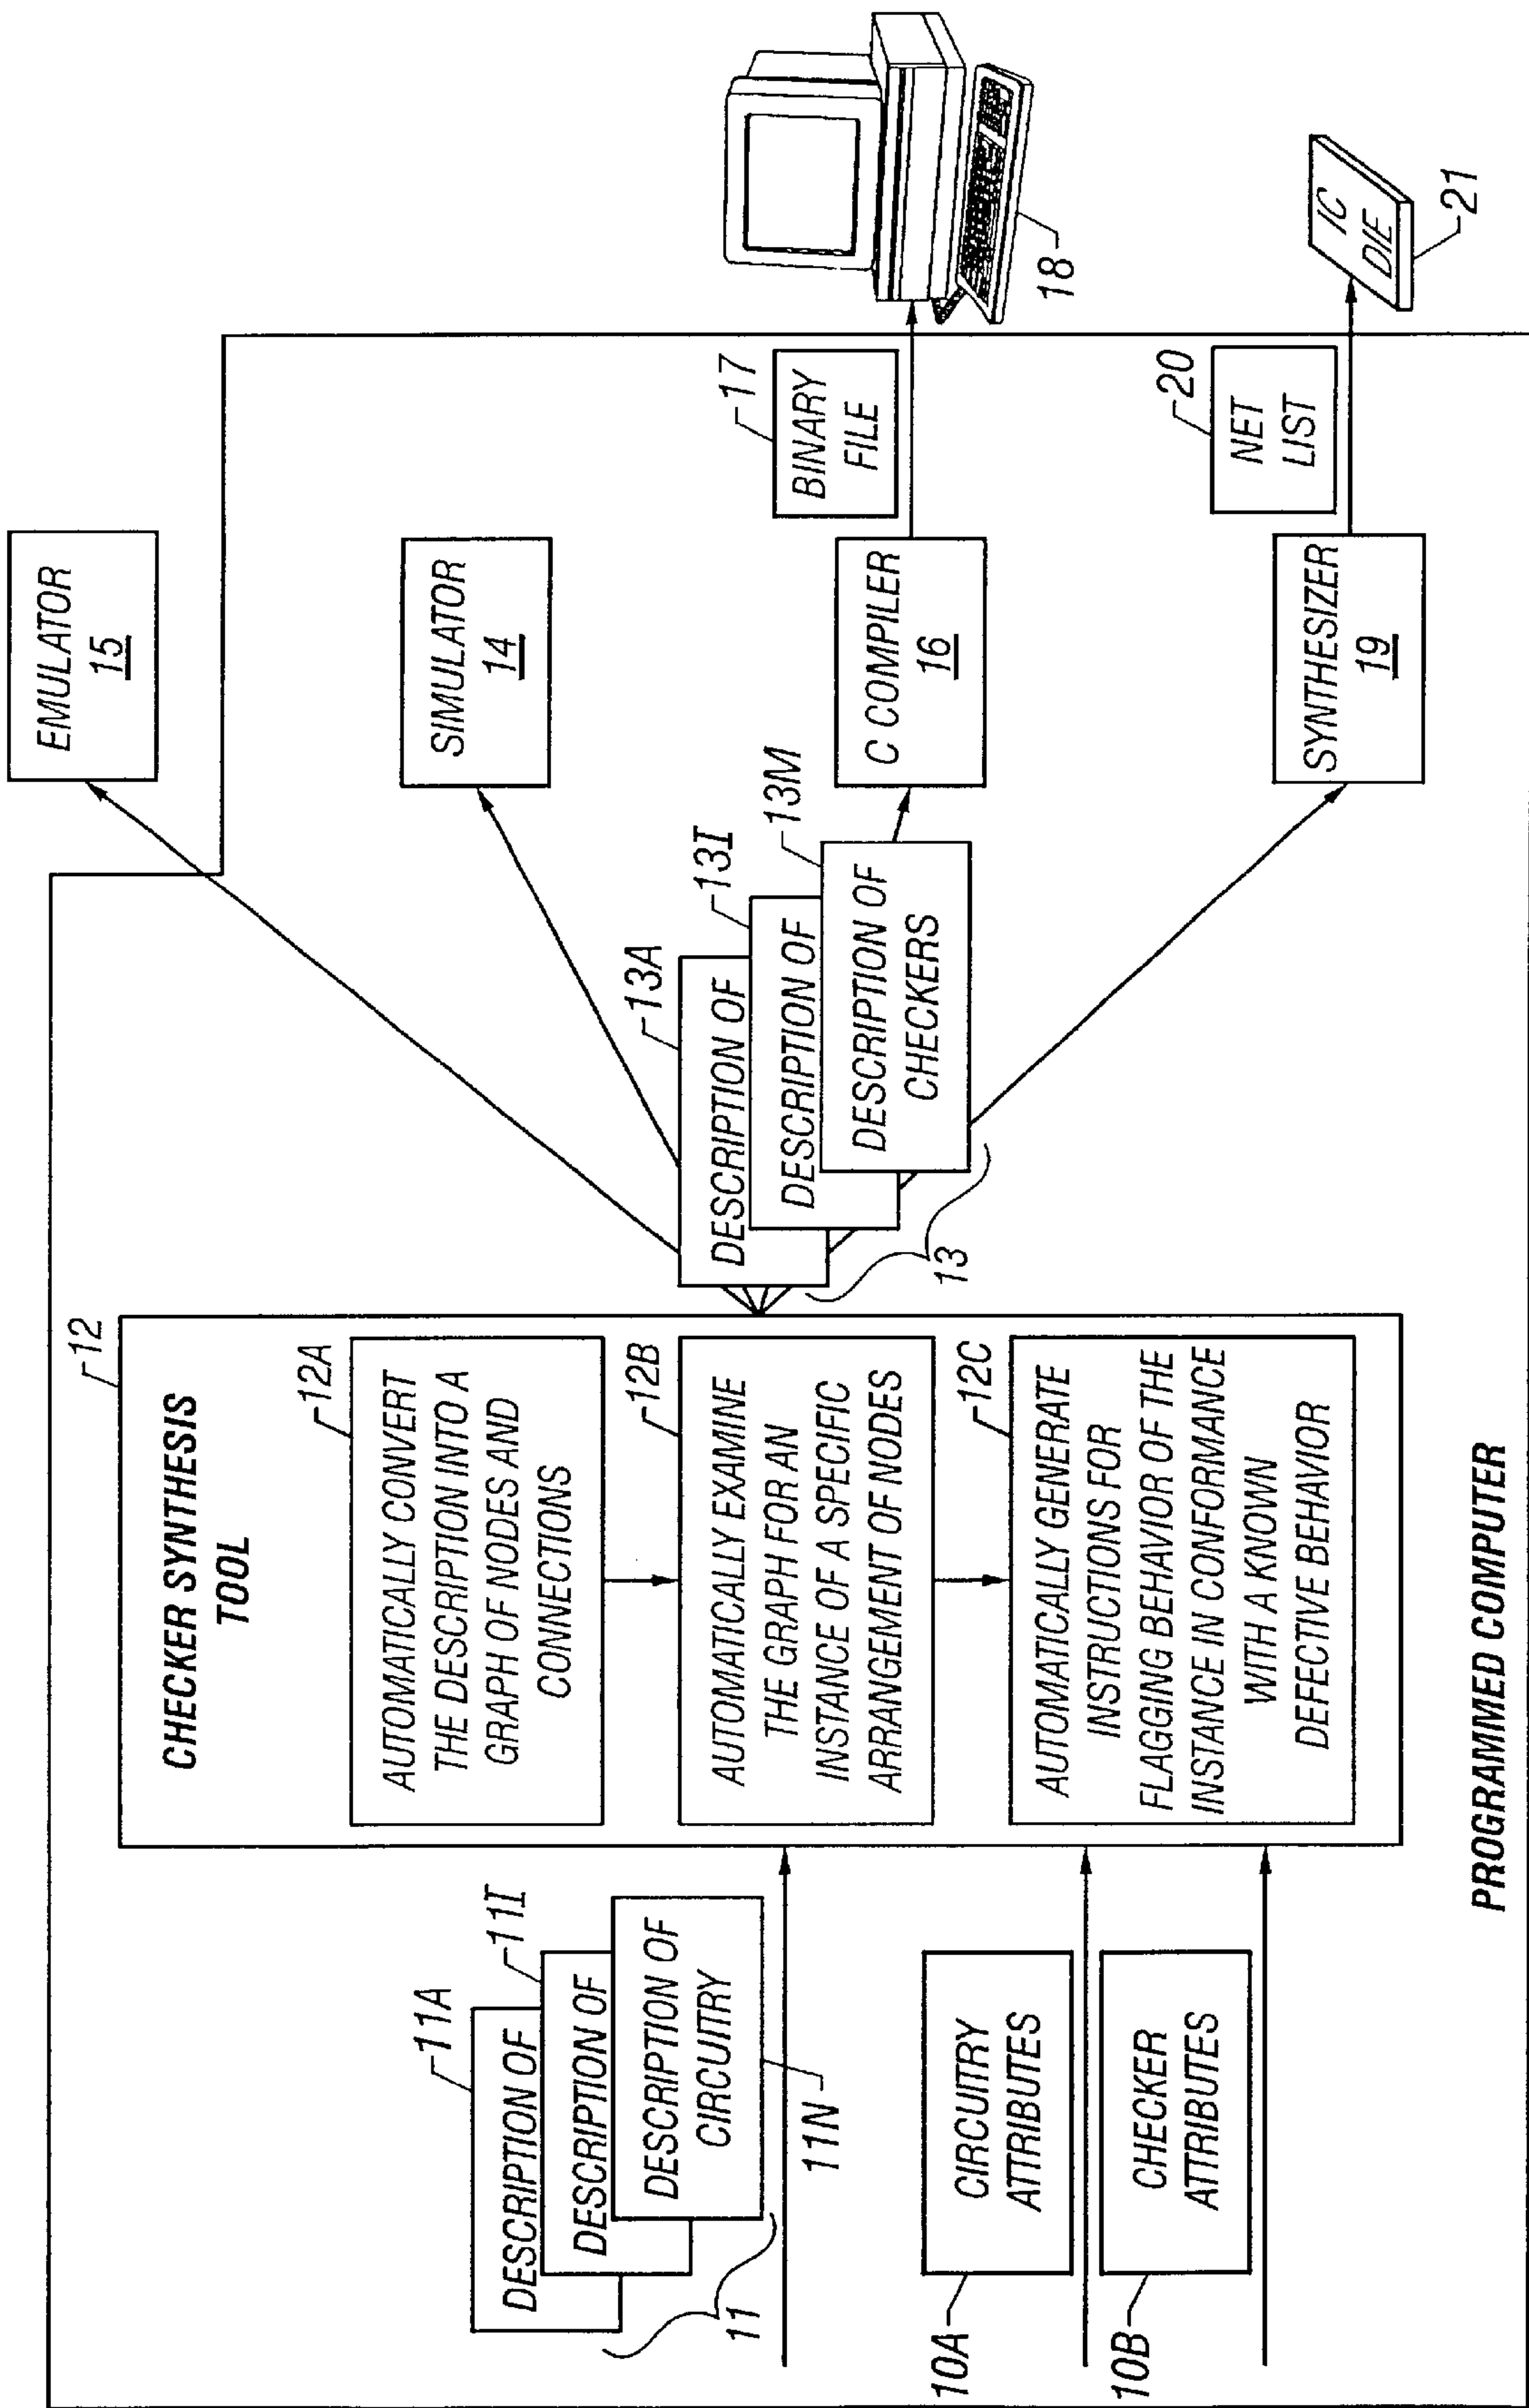 11A
DESCRIPTION OF
11I
DESCRIPTION OF
DESCRIPTION OF
CIRCUITRY
11
11N
10A
CIRCUITRY
ATTRIBUTES
10B
CHECKER
ATTRIBUTES
12
CHECKER SYNTHESIS
TOOL
12A
AUTOMATICALLY CONVERT
THE DESCRIPTION INTO A
GRAPH OF NODES AND
CONNECTIONS
12B
AUTOMATICALLY EXAMINE
THE GRAPH FOR AN
INSTANCE OF A SPECIFIC
ARRANGEMENT OF NODES
12C
AUTOMATICALLY GENERATE
INSTRUCTIONS FOR
FLAGGING BEHAVIOR OF THE
INSTANCE IN CONFORMANCE
WITH A KNOWN
DEFECTIVE BEHAVIOR
PROGRAMMED COMPUTER
13A
DESCRIPTION OF
13I
DESCRIPTION OF
13M
DESCRIPTION OF
CHECKERS
13
EMULATOR
15
SIMULATOR
14
C COMPILER
16
SYNTHESIZER
19
17
BINARY
FILE
20
NET
LIST
18
IC
DIE
21